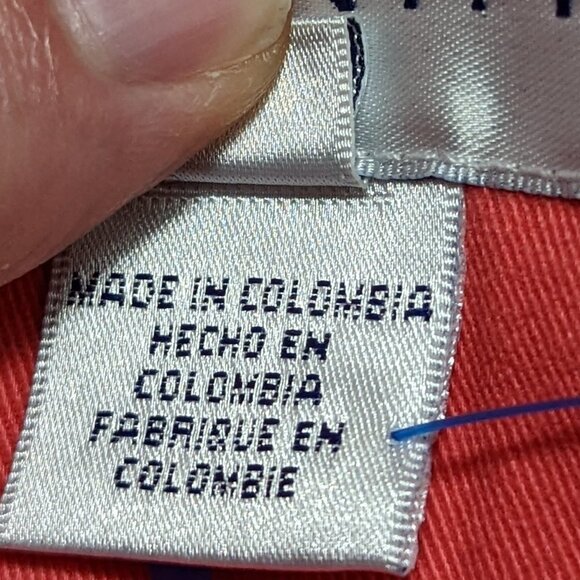 MADE IN COLOMBIA
HECHO EN
COLOMBIA
FABRIQUE EN
COLOMBIE